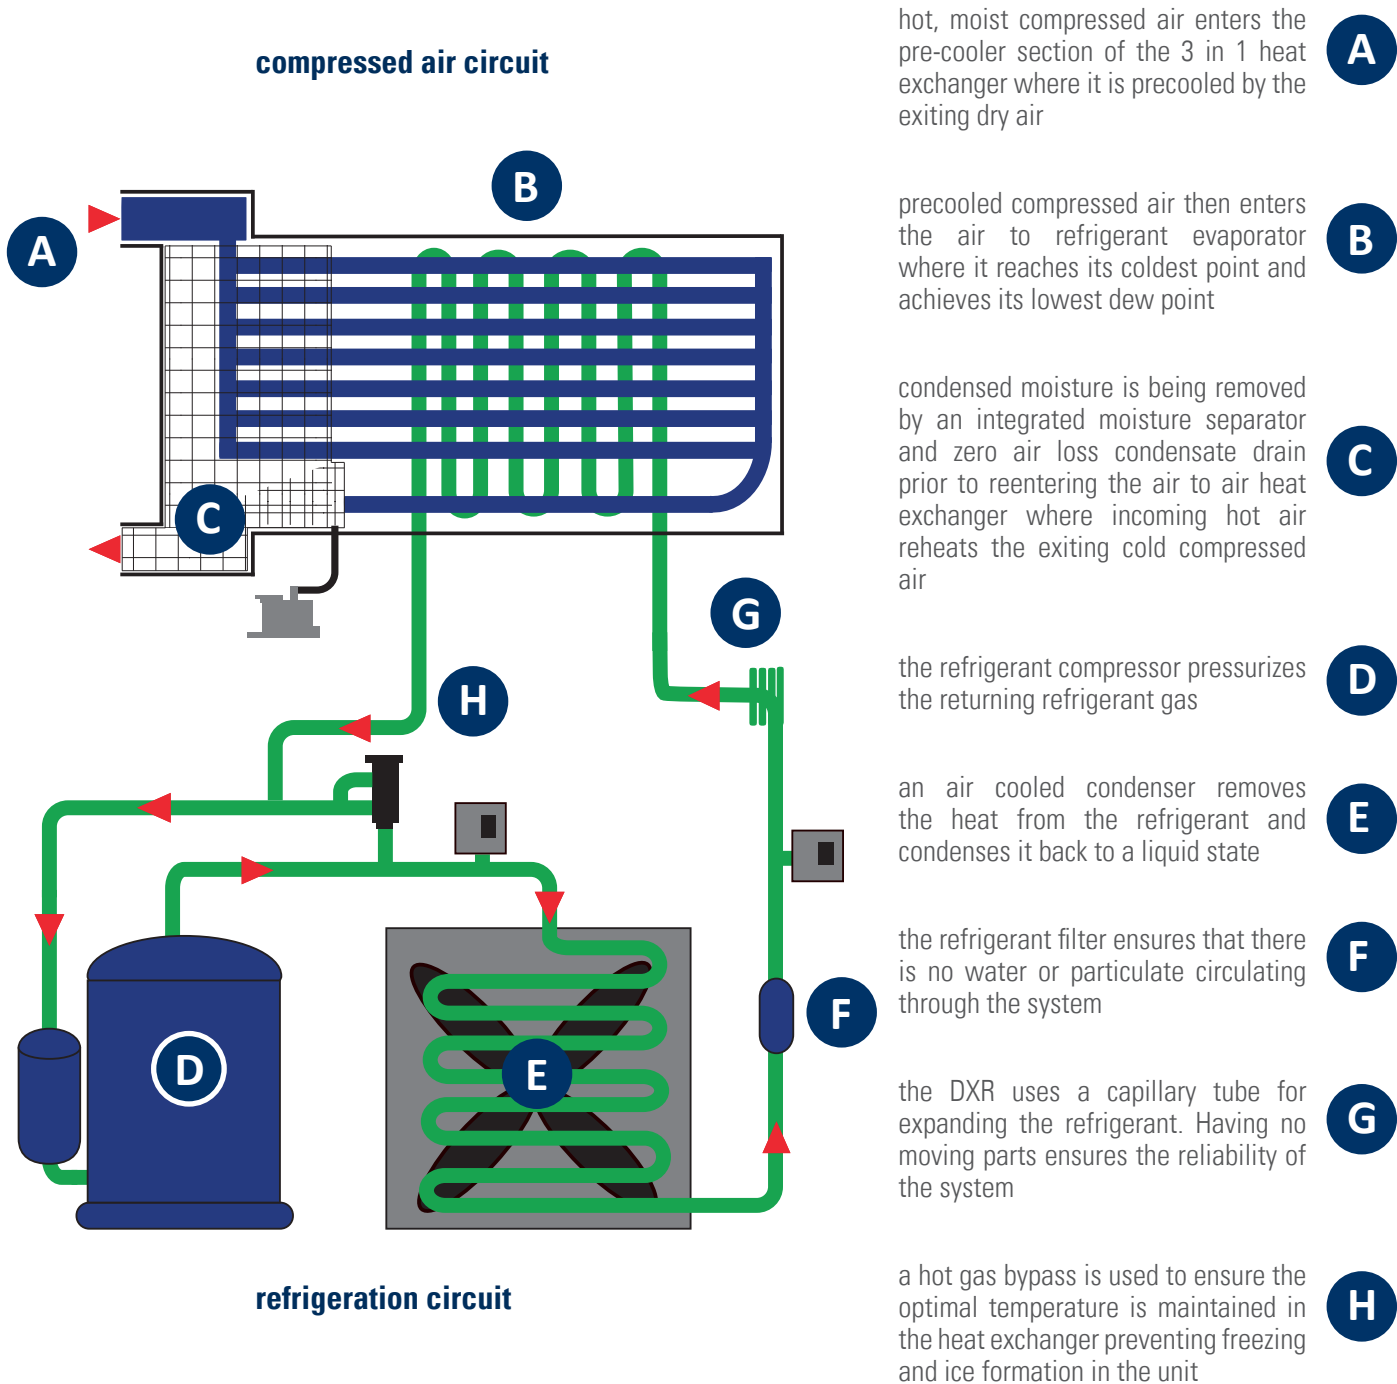 compressed air circuit
A
B
C
G
H
D
E
F
refrigeration circuit
hot, moist compressed air enters the
pre-cooler section of the 3 in 1 heat
exchanger where it is precooled by the
exiting dry air
A
precooled compressed air then enters
the air to refrigerant evaporator
where it reaches its coldest point and
achieves its lowest dew point
B
condensed moisture is being removed
by an integrated moisture separator
and zero air loss condensate drain
prior to reentering the air to air heat
exchanger where incoming hot air
reheats the exiting cold compressed
air
C
the refrigerant compressor pressurizes
the returning refrigerant gas
D
an air cooled condenser removes
the heat from the refrigerant and
condenses it back to a liquid state
E
the refrigerant filter ensures that there
is no water or particulate circulating
through the system
F
the DXR uses a capillary tube for
expanding the refrigerant. Having no
moving parts ensures the reliability of
the system
G
a hot gas bypass is used to ensure the
optimal temperature is maintained in
the heat exchanger preventing freezing
and ice formation in the unit
H